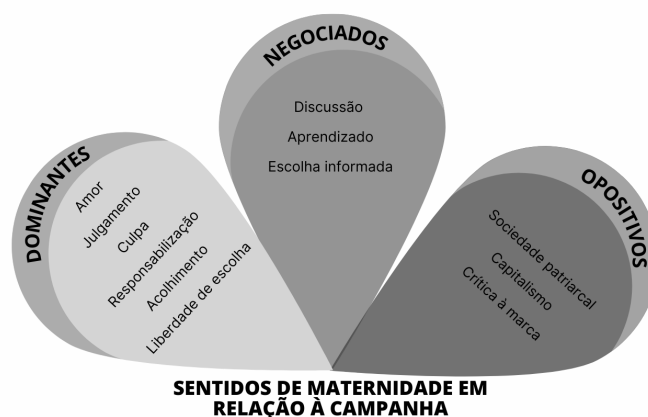 DOMINANTES
Amor
Julgamento
Culpa
Responsabilização
Acolhimento
Liberdade de escolha
NEGOCIADOS
Discussão
Aprendizado
Escolha informada
OPOSITIVOS
Sociedade patriarcal
Capitalismo
Crítica à marca
SENTIDOS DE MATERNIDADE EM
RELAÇÃO À CAMPANHA